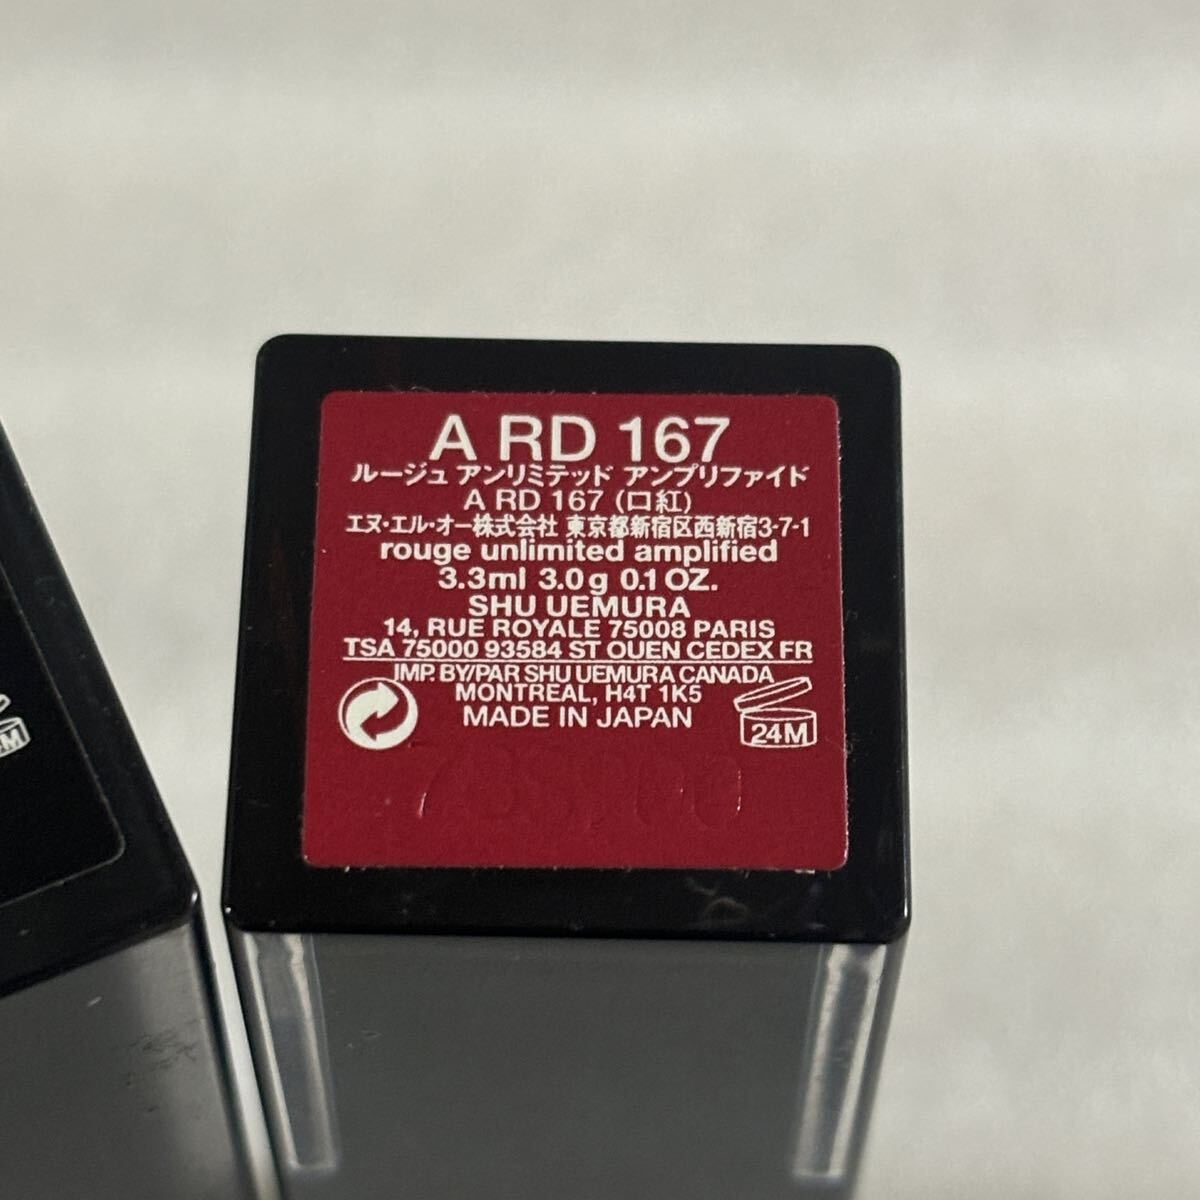 A RD 167
ルージュ アンリミテッド アンプリファイド
A RD 167 (口紅)
エヌ・エル・オー株式会社 東京都新宿区西新宿3-7-1
rouge unlimited amplified
3.3ml 3.0g 0.1 OZ.
SHU UEMURA
14, RUE ROYALE 75008 PARIS
TSA 75000 93584 ST OUEN CEDEX FR
IMP. BY/PAR SHU UEMURA CANADA
MONTREAL, H4T 1K5
MADE IN JAPAN
24M